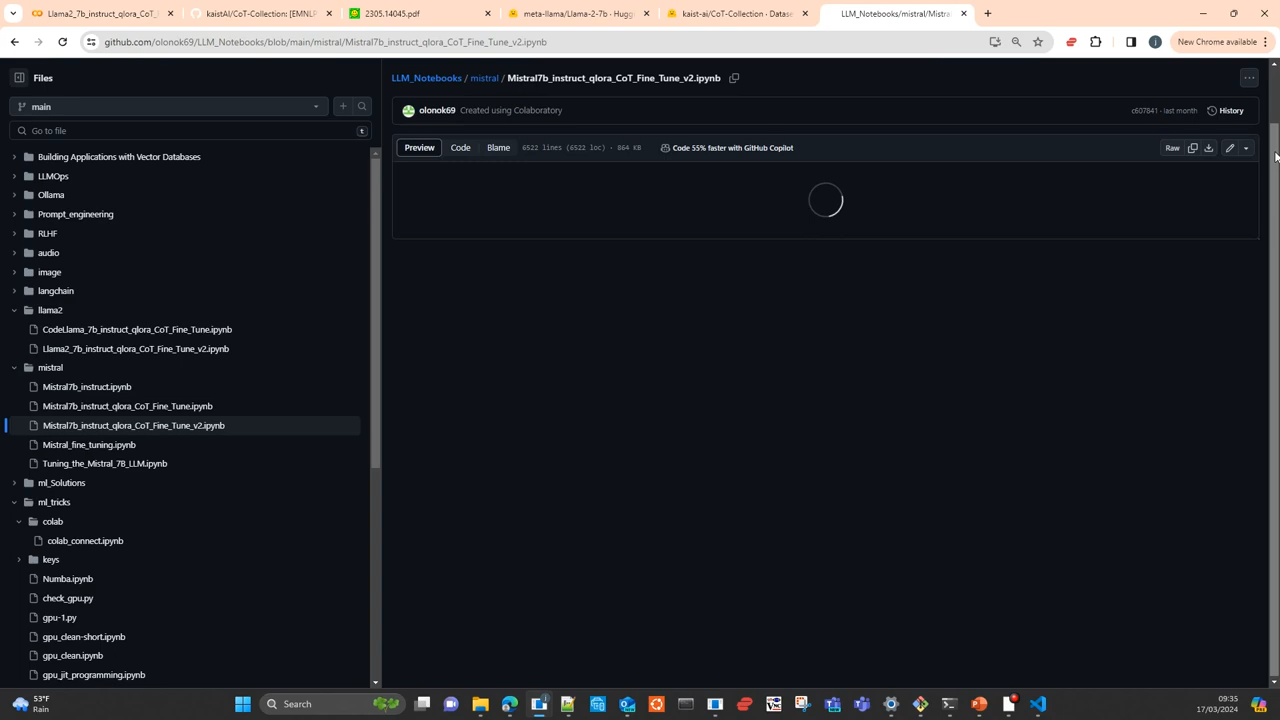 Llama2_7b_instruct_qlora_CoT_F
kaistAI/CoT-Collection: [EMNLP
2305.14045.pdf
meta-llama/Llama-2-7b · Hugg
kaist-ai/CoT-Collection · Datase
LLM_Notebooks/mistral/Mistra
github.com/olonok69/LLM_Notebooks/blob/main/mistral/Mistral7b_instruct_qlora_CoT_Fine_Tune_v2.ipynb
New Chrome available
Files
LLM_Notebooks / mistral / Mistral7b_instruct_qlora_CoT_Fine_Tune_v2.ipynb
main
olonok69 Created using Colaboratory
c607841 · last month
History
Go to file
t
Preview
Code
Blame
6522 lines (6522 loc) · 864 KB
Code 55% faster with GitHub Copilot
Raw
Building Applications with Vector Databases
LLMOps
Ollama
Prompt_engineering
RLHF
audio
image
langchain
llama2
CodeLlama_7b_instruct_qlora_CoT_Fine_Tune.ipynb
Llama2_7b_instruct_qlora_CoT_Fine_Tune_v2.ipynb
mistral
Mistral7b_instruct.ipynb
Mistral7b_instruct_qlora_CoT_Fine_Tune.ipynb
Mistral7b_instruct_qlora_CoT_Fine_Tune_v2.ipynb
Mistral_fine_tuning.ipynb
Tuning_the_Mistral_7B_LLM.ipynb
ml_Solutions
ml_tricks
colab
colab_connect.ipynb
keys
Numba.ipynb
check_gpu.py
gpu-1.py
gpu_clean-short.ipynb
gpu_clean.ipynb
gpu_jit_programming.ipynb
53°F
Rain
Search
09:35
17/03/2024